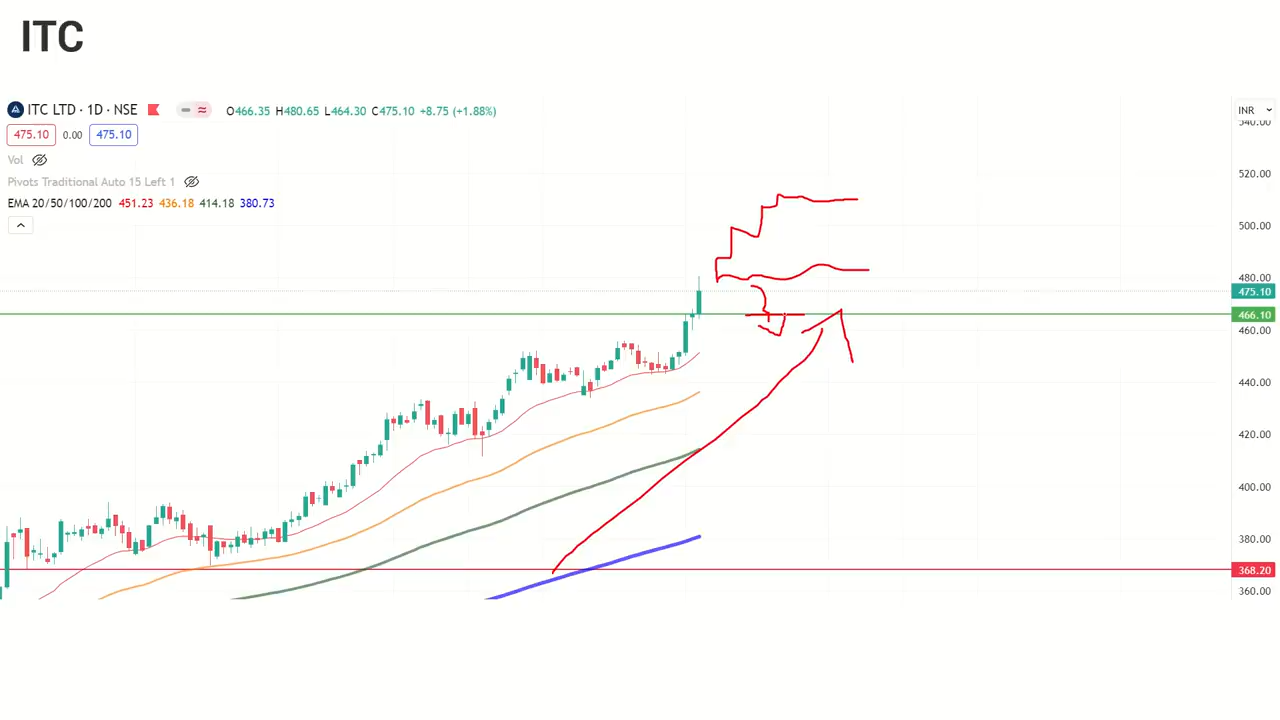 ITC
ITC LTD · 1D · NSE O466.35 H480.65 L464.30 C475.10 +8.75 (+1.88%)
INR
475.10 0.00 475.10
Vol
Pivots Traditional Auto 15 Left 1
EMA 20/50/100/200 451.23 436.18 414.18 380.73
540.00
520.00
500.00
480.00
475.10
466.10
460.00
440.00
420.00
400.00
380.00
368.20
360.00